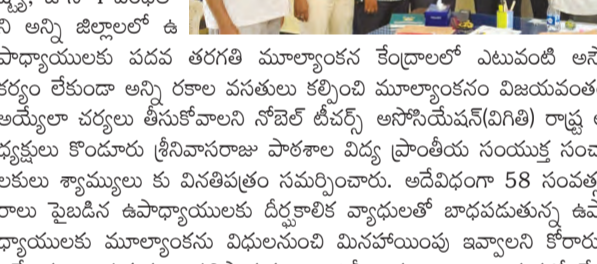 ని అన్ని జిల్లాలలో ఉ
పాధ్యాయులకు పదవ తరగతి మూల్యాంకన కేంద్రాలలో ఎటువంటి అసౌ
కర్యం లేకుండా అన్ని రకాల వసతులు కల్పించి మూల్యాంకనం విజయవంత
అయ్యేలా చర్యలు తీసుకోవాలని నోబెల్ టీచర్స్ అసోసియేషన్(విగితి) రాష్ట్ర
ధ్యక్షులు కొండూరు శ్రీనివాసరాజు పాఠశాల విద్య ప్రాంతీయ సంయుక్త సంచ
లకులు శ్యామ్యులు కు వినతిపత్రం సమర్పించారు. అదేవిధంగా 58 సంవత్స
రాలు పైబడిన ఉపాధ్యాయులకు దీర్ఘకాలిక వ్యాధులతో బాధపడుతున్న ఉప
ధ్యాయులకు మూల్యాంకను విధులనుంచి మినహాయింపు ఇవ్వాలని కోరారు